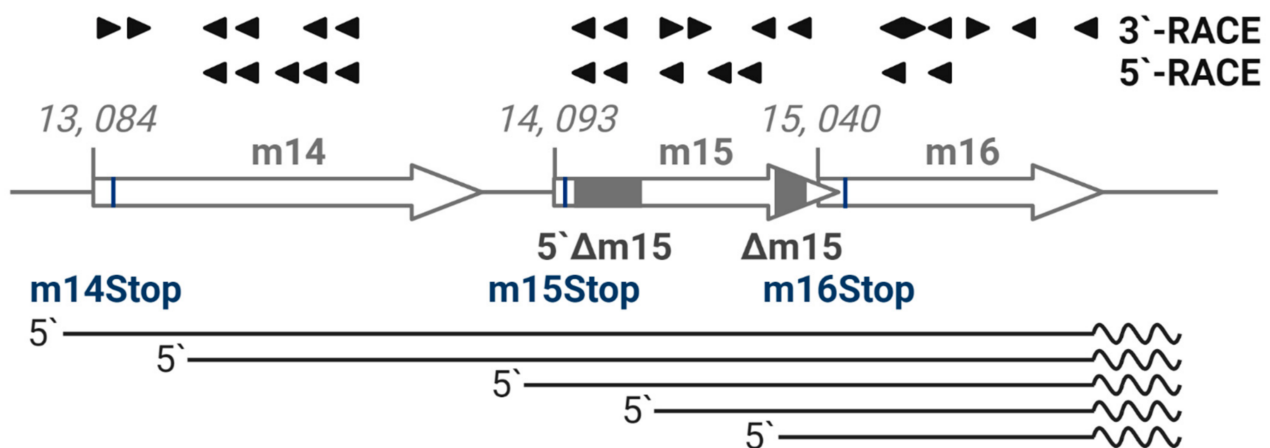 3`-RACE
5`-RACE
13, 084 14, 093 15, 040
m14 m15 m16
5`Δm15 Δm15
m14Stop m15Stop m16Stop
5`
5`
5`
5`
5`